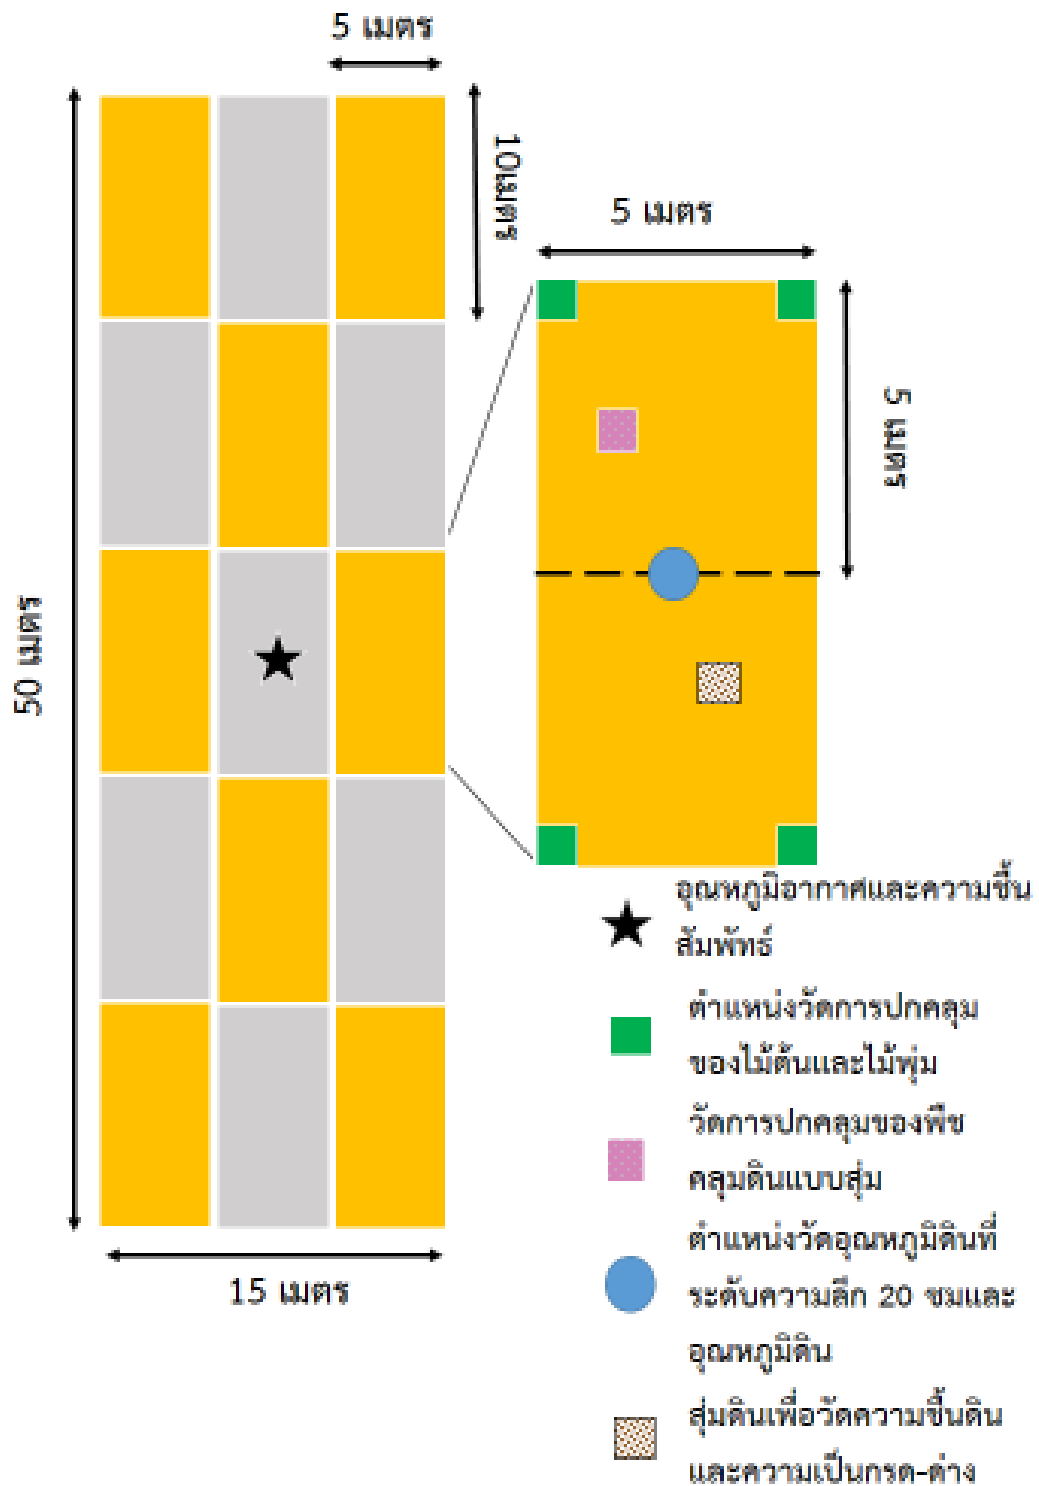 5 เมตร
10เมตร
5 เมตร
5 เมตร
50 เมตร
15 เมตร
อุณหภูมิอากาศและความชื้น
สัมพัทธ์
ตำแหน่งวัดการปกคลุม
ของไม้ต้นและไม้พุ่ม
วัดการปกคลุมของพืช
คลุมดินแบบสุ่ม
ตำแหน่งวัดอุณหภูมิดินที่
ระดับความลึก 20 ซมและ
อุณหภูมิดิน
สุ่มดินเพื่อวัดความชื้นดิน
และความเป็นกรด-ด่าง